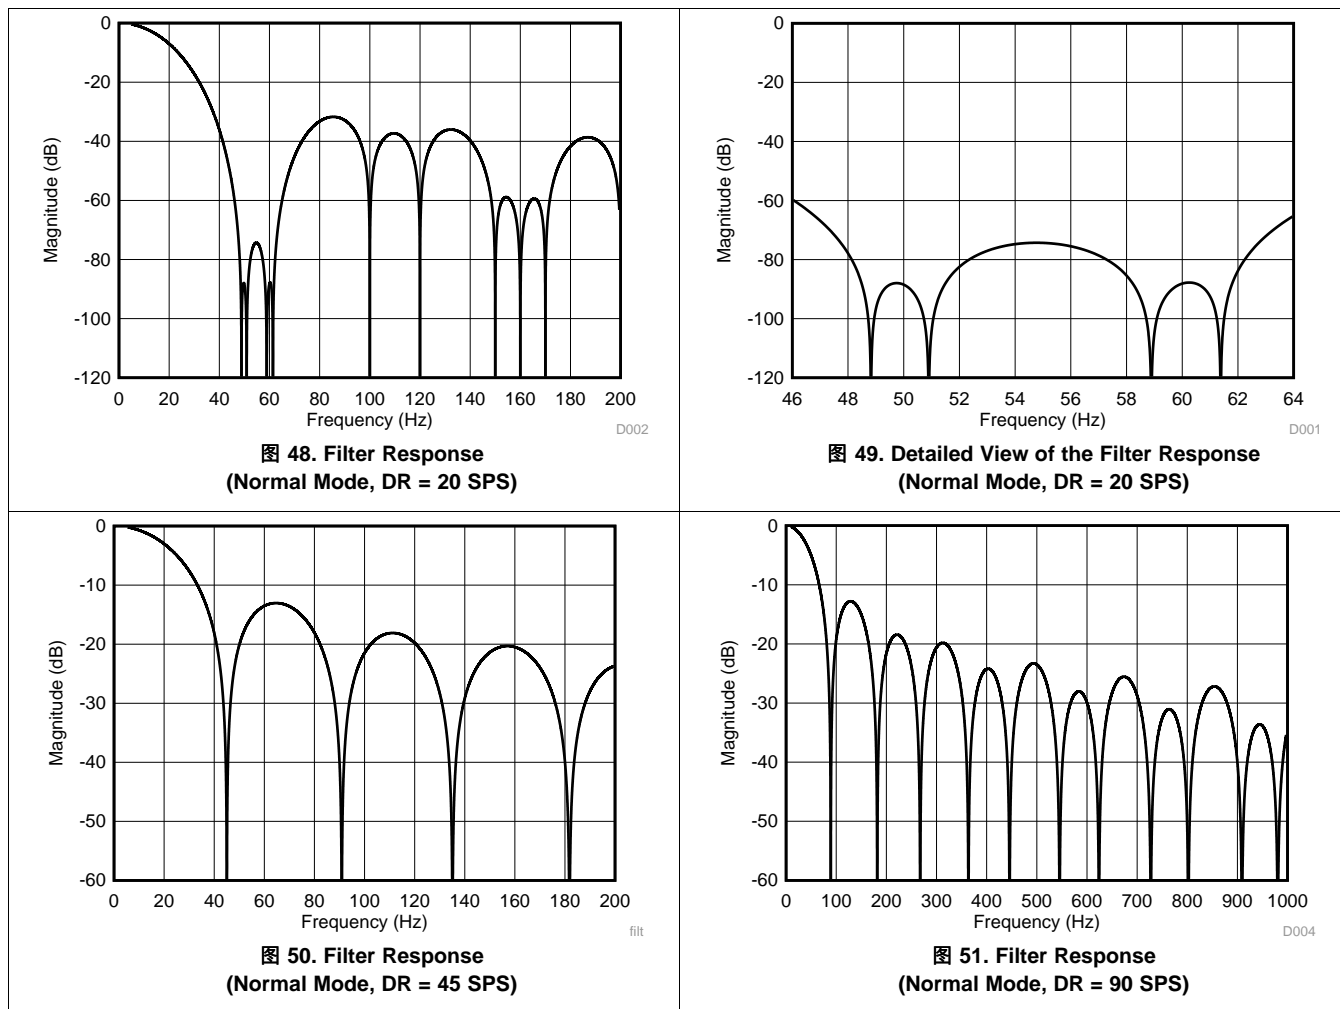 0
-20
-40
-60
-80
-100
-120
Magnitude (dB)
0 20 40 60 80 100 120 140 160 180 200
Frequency (Hz)
D002
图 48. Filter Response
(Normal Mode, DR = 20 SPS)
0
-20
-40
-60
-80
-100
-120
Magnitude (dB)
46 48 50 52 54 56 58 60 62 64
Frequency (Hz)
D001
图 49. Detailed View of the Filter Response
(Normal Mode, DR = 20 SPS)
0
-10
-20
-30
-40
-50
-60
Magnitude (dB)
0 20 40 60 80 100 120 140 160 180 200
Frequency (Hz)
filt
图 50. Filter Response
(Normal Mode, DR = 45 SPS)
0
-10
-20
-30
-40
-50
-60
Magnitude (dB)
0 100 200 300 400 500 600 700 800 900 1000
Frequency (Hz)
D004
图 51. Filter Response
(Normal Mode, DR = 90 SPS)